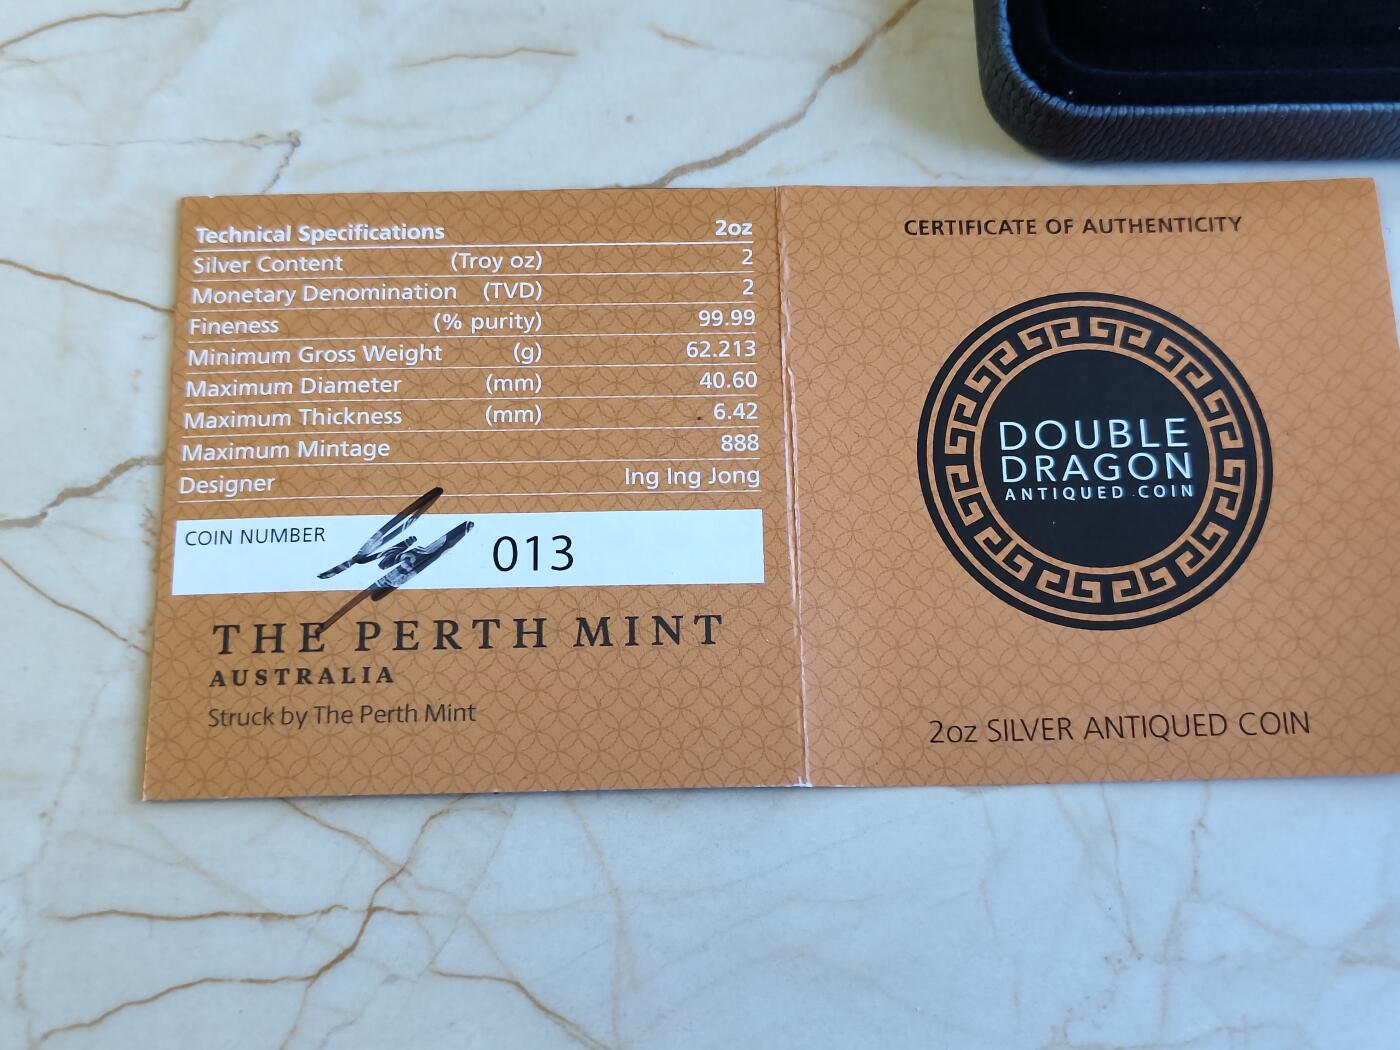 Technical Specifications 2oz
Silver Content (Troy oz) 2
Monetary Denomination (TVD) 2
Fineness (% purity) 99.99
Minimum Gross Weight (g) 62.213
Maximum Diameter (mm) 40.60
Maximum Thickness (mm) 6.42
Maximum Mintage 888
Designer Ing Ing Jong
COIN NUMBER 013
THE PERTH MINT
AUSTRALIA
Struck by The Perth Mint
CERTIFICATE OF AUTHENTICITY
DOUBLE
DRAGON
ANTIQUED COIN
2oz SILVER ANTIQUED COIN